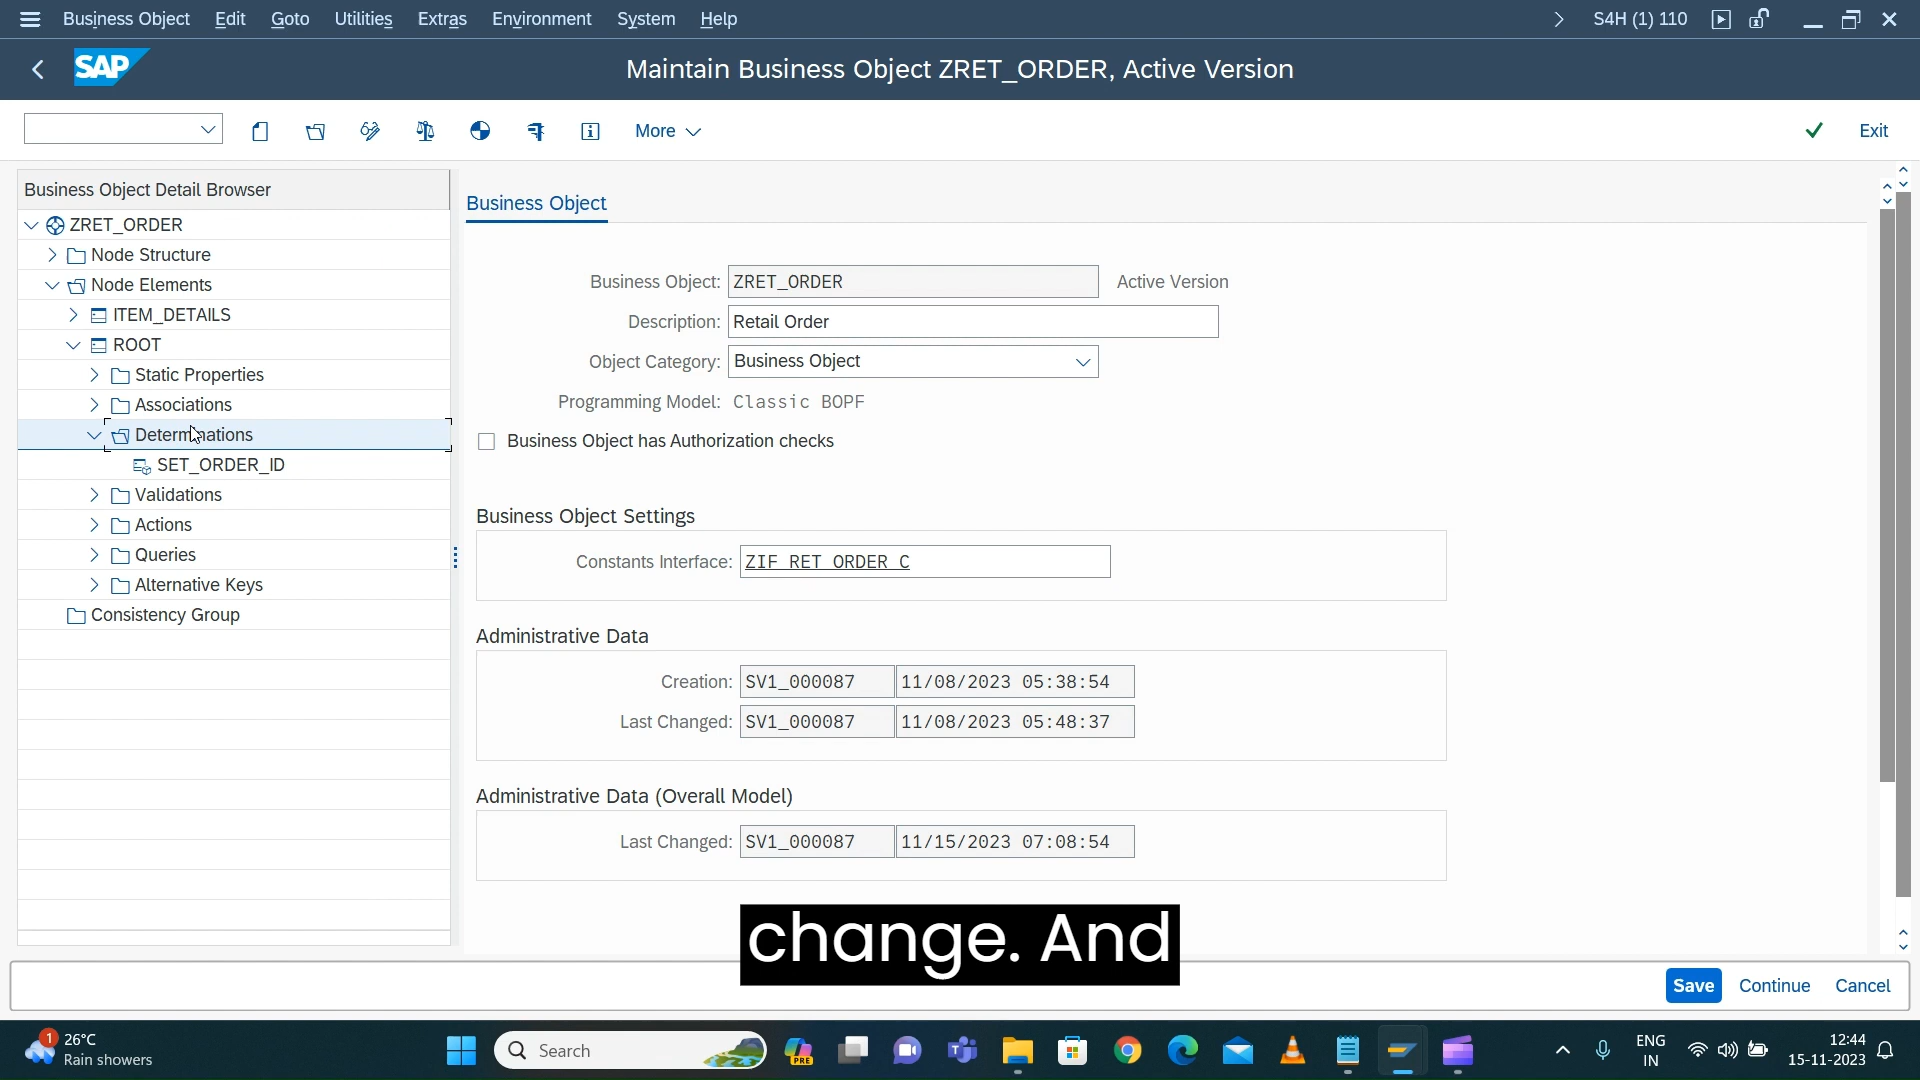 Business Object Edit Goto Utilities Extras Environment System Help S4H (1) 110
SAP
Maintain Business Object ZRET_ORDER, Active Version
More Exit
Business Object Detail Browser
ZRET_ORDER
Node Structure
Node Elements
ITEM_DETAILS
ROOT
Static Properties
Associations
Determinations
SET_ORDER_ID
Validations
Actions
Queries
Alternative Keys
Consistency Group
Business Object
Business Object: ZRET_ORDER Active Version
Description: Retail Order
Object Category: Business Object
Programming Model: Classic BOPF
Business Object has Authorization checks
Business Object Settings
Constants Interface: ZIF_RET_ORDER_C
Administrative Data
Creation: SV1_000087 11/08/2023 05:38:54
Last Changed: SV1_000087 11/08/2023 05:48:37
Administrative Data (Overall Model)
Last Changed: SV1_000087 11/15/2023 07:08:54
change. And
Save Continue Cancel
1 26°C
Rain showers
Search
PRE
ENG
IN
12:44
15-11-2023